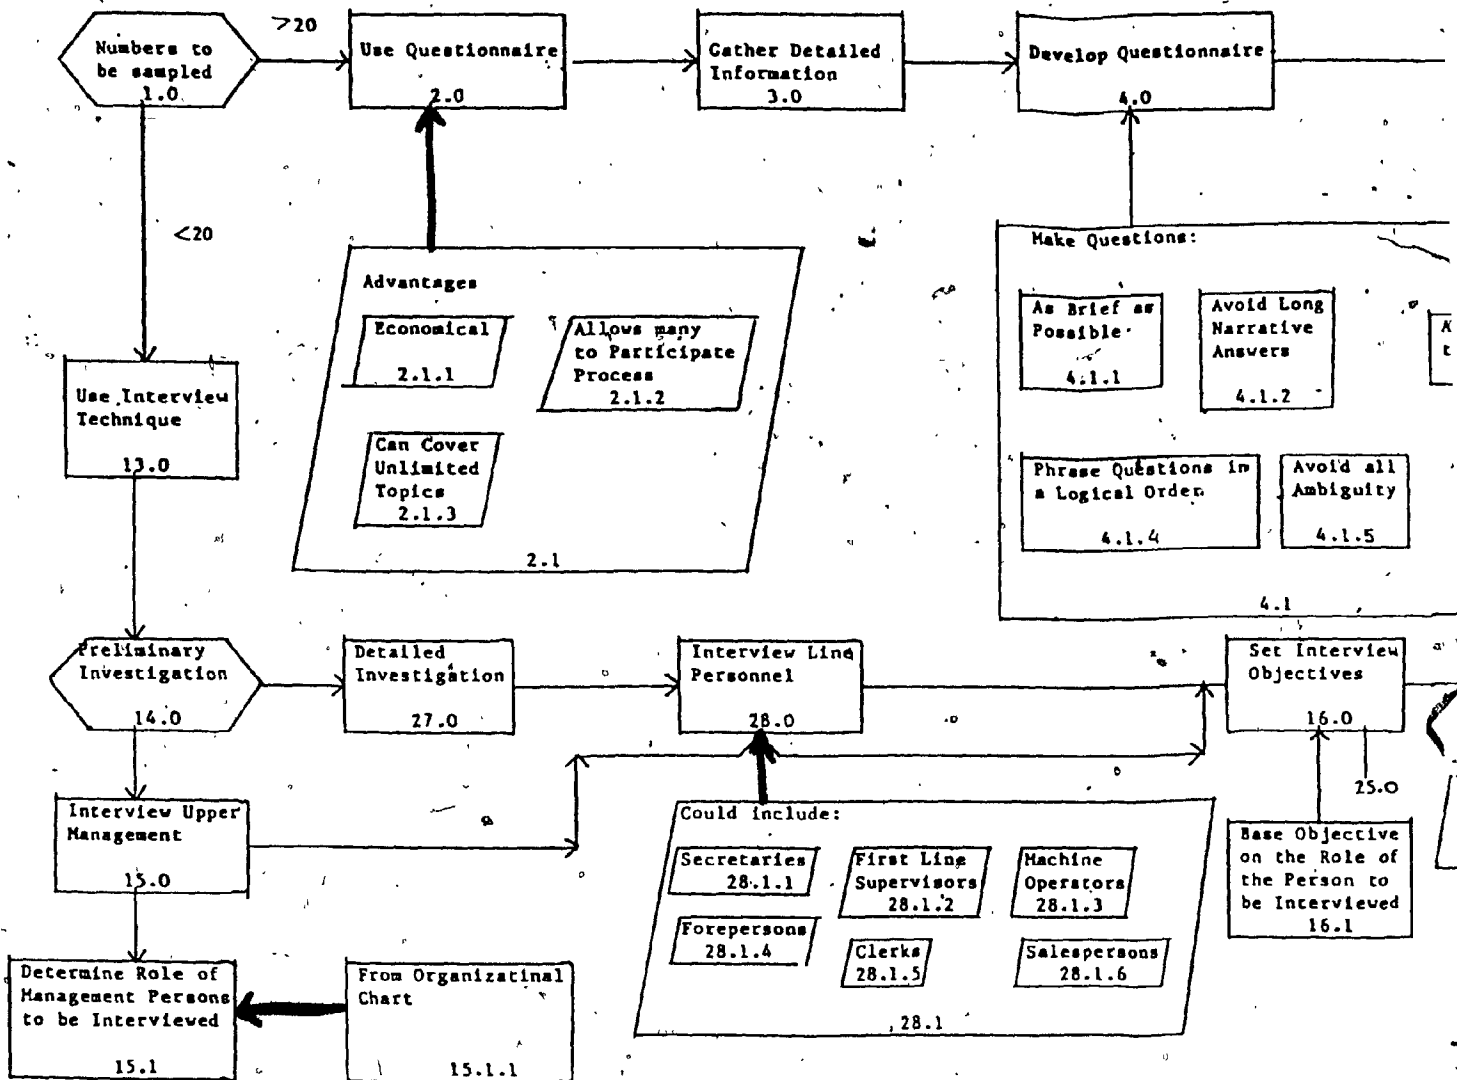 >20
Numbers to
be sampled
1.0
Use Questionnaire
2.0
Gather Detailed
Information
3.0
Develop Questionnaire
4.0
<20
Advantages
Economical
2.1.1
Allows many
to Participate
Process
2.1.2
Can Cover
Unlimited
Topics
2.1.3
2.1
Make Questions:
As Brief as
Possible
4.1.1
Avoid Long
Narrative
Answers
4.1.2
Phrase Questions in
a Logical Order
4.1.4
Avoid all
Ambiguity
4.1.5
4.1
Use Interview
Technique
13.0
Preliminary
Investigation
14.0
Detailed
Investigation
27.0
Interview Line
Personnel
28.0
Set Interview
Objectives
16.0
25.0
Interview Upper
Management
15.0
Could include:
Secretaries
28.1.1
First Line
Supervisors
28.1.2
Machine
Operators
28.1.3
Forepersons
28.1.4
Clerks
28.1.5
Salespersons
28.1.6
28.1
Base Objective
on the Role of
the Person to
be Interviewed
16.1
Determine Role of
Management Persons
to be Interviewed
15.1
From Organizatinal
Chart
15.1.1